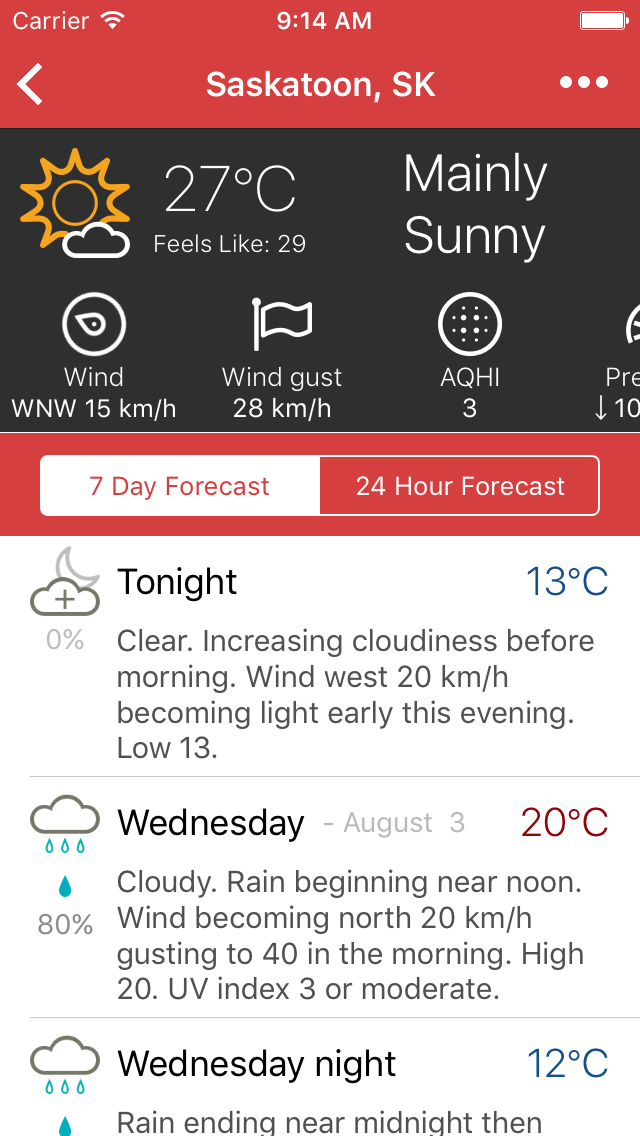 Carrier 9:14 AM
Saskatoon, SK
27°C
Feels Like: 29
Mainly
Sunny
Wind
WNW 15 km/h
Wind gust
28 km/h
AQHI
3
Pre
↓10
7 Day Forecast
24 Hour Forecast
Tonight 13°C
0%
Clear. Increasing cloudiness before
morning. Wind west 20 km/h
becoming light early this evening.
Low 13.
Wednesday - August 3 20°C
80%
Cloudy. Rain beginning near noon.
Wind becoming north 20 km/h
gusting to 40 in the morning. High
20. UV index 3 or moderate.
Wednesday night 12°C
Rain ending near midnight then